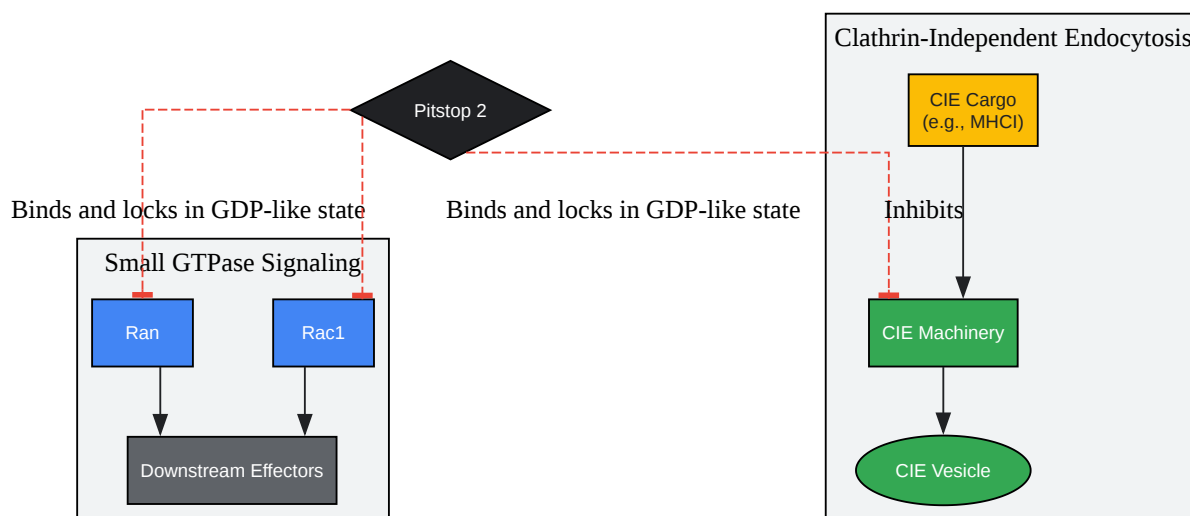 Clathrin-Independent Endocytosis
Pitstop 2
CIE Cargo
(e.g., MHCI)
Binds and locks in GDP-like state
Binds and locks in GDP-like state
Inhibits
Small GTPase Signaling
Ran
Rac1
CIE Machinery
Downstream Effectors
CIE Vesicle